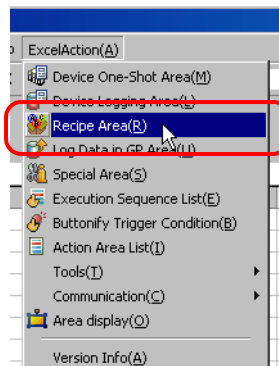 ExcelAction(A)
Device One-Shot Area(M)
Device Logging Area(L)
Recipe Area(R)
Log Data in GP Area(U)
Special Area(S)
Execution Sequence List(E)
Buttonify Trigger Condition(B)
Action Area List(I)
Tools(T)
Communication(C)
Area display(O)
Version Info(A)